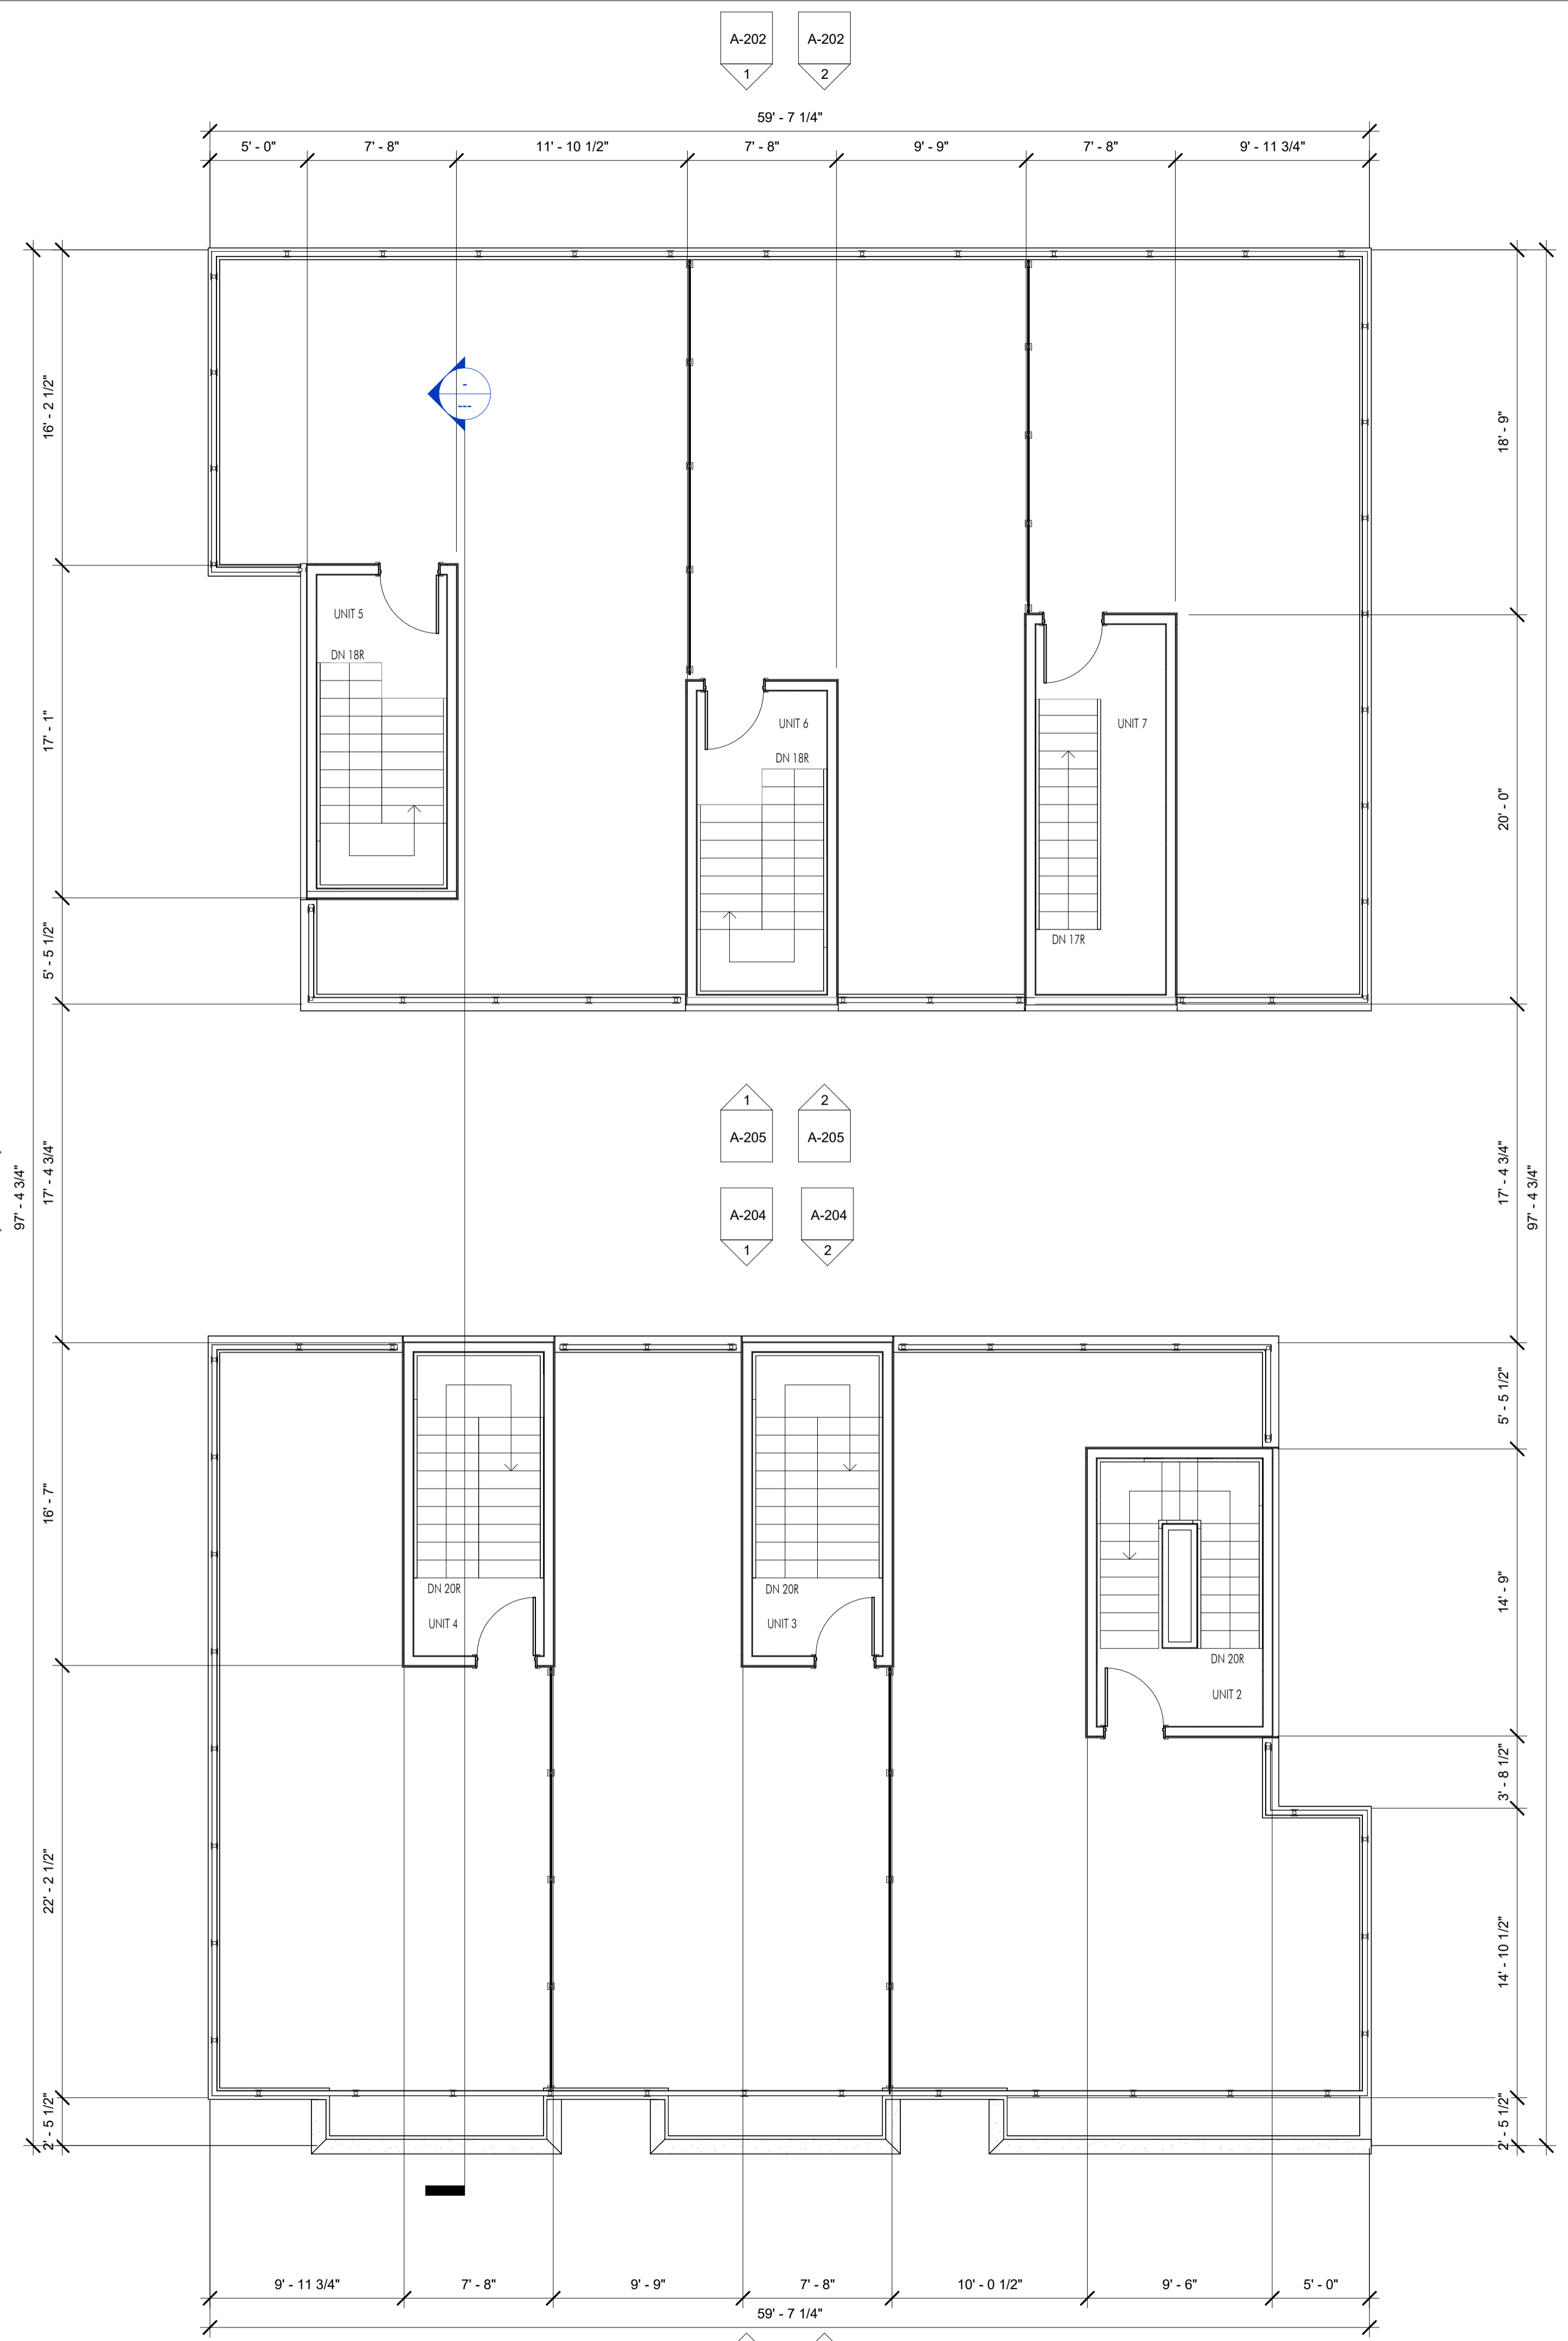 A-202 A-202
1 2
59' - 7 1/4"
5' - 0" 7' - 8" 11' - 10 1/2" 7' - 8" 9' - 9" 7' - 8" 9' - 11 3/4"
16' - 2 1/2"
18' - 9"
-
---
UNIT 5
DN 18R
UNIT 6
DN 18R
UNIT 7
DN 17R
17' - 1"
20' - 0"
5' - 5 1/2"
1 2
A-205 A-205
97' - 4 3/4"
17' - 4 3/4"
17' - 4 3/4"
97' - 4 3/4"
A-204 A-204
1 2
5' - 5 1/2"
16' - 7"
14' - 9"
DN 20R
UNIT 4
DN 20R
UNIT 3
DN 20R
UNIT 2
3' - 8 1/2"
22' - 2 1/2"
14' - 10 1/2"
2' - 5 1/2"
2' - 5 1/2"
9' - 11 3/4" 7' - 8" 9' - 9" 7' - 8" 10' - 0 1/2" 9' - 6" 5' - 0"
59' - 7 1/4"